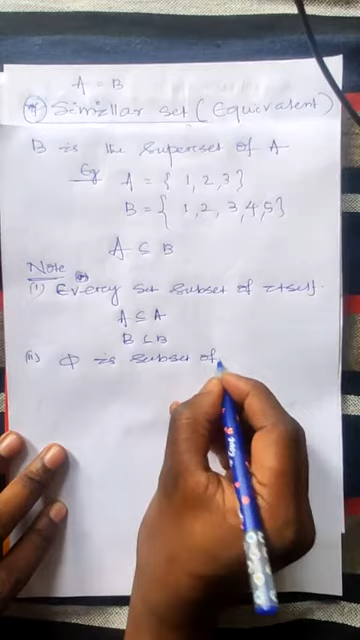 A = B
* Simillar set (Equivalent)
B is the superset of A
Eg A = { 1, 2, 3 }
B = { 1, 2, 3, 4, 5 }
A ⊆ B
Note
(i) Every set subset of itself.
A ⊆ A
B ⊆ B
(ii) Φ is subset of